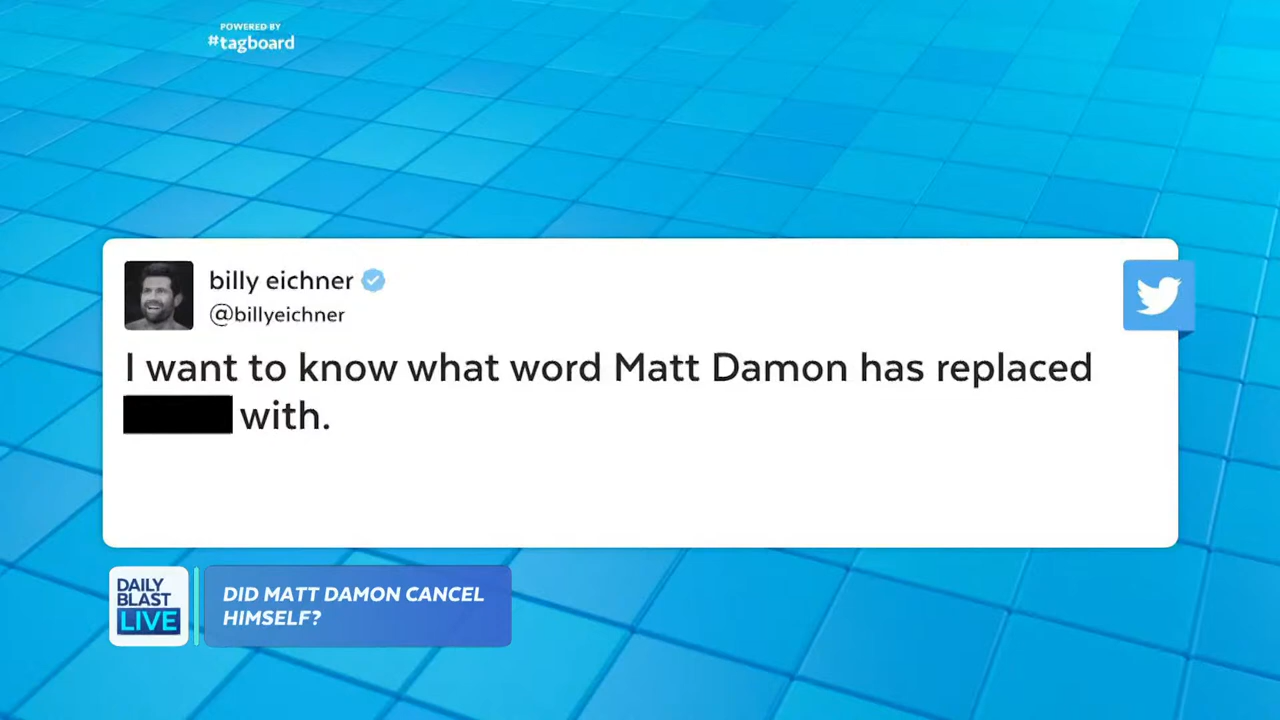 POWERED BY
#tagboard
billy eichner
@billyeichner
I want to know what word Matt Damon has replaced
with.
DAILY
BLAST
LIVE
DID MATT DAMON CANCEL
HIMSELF?